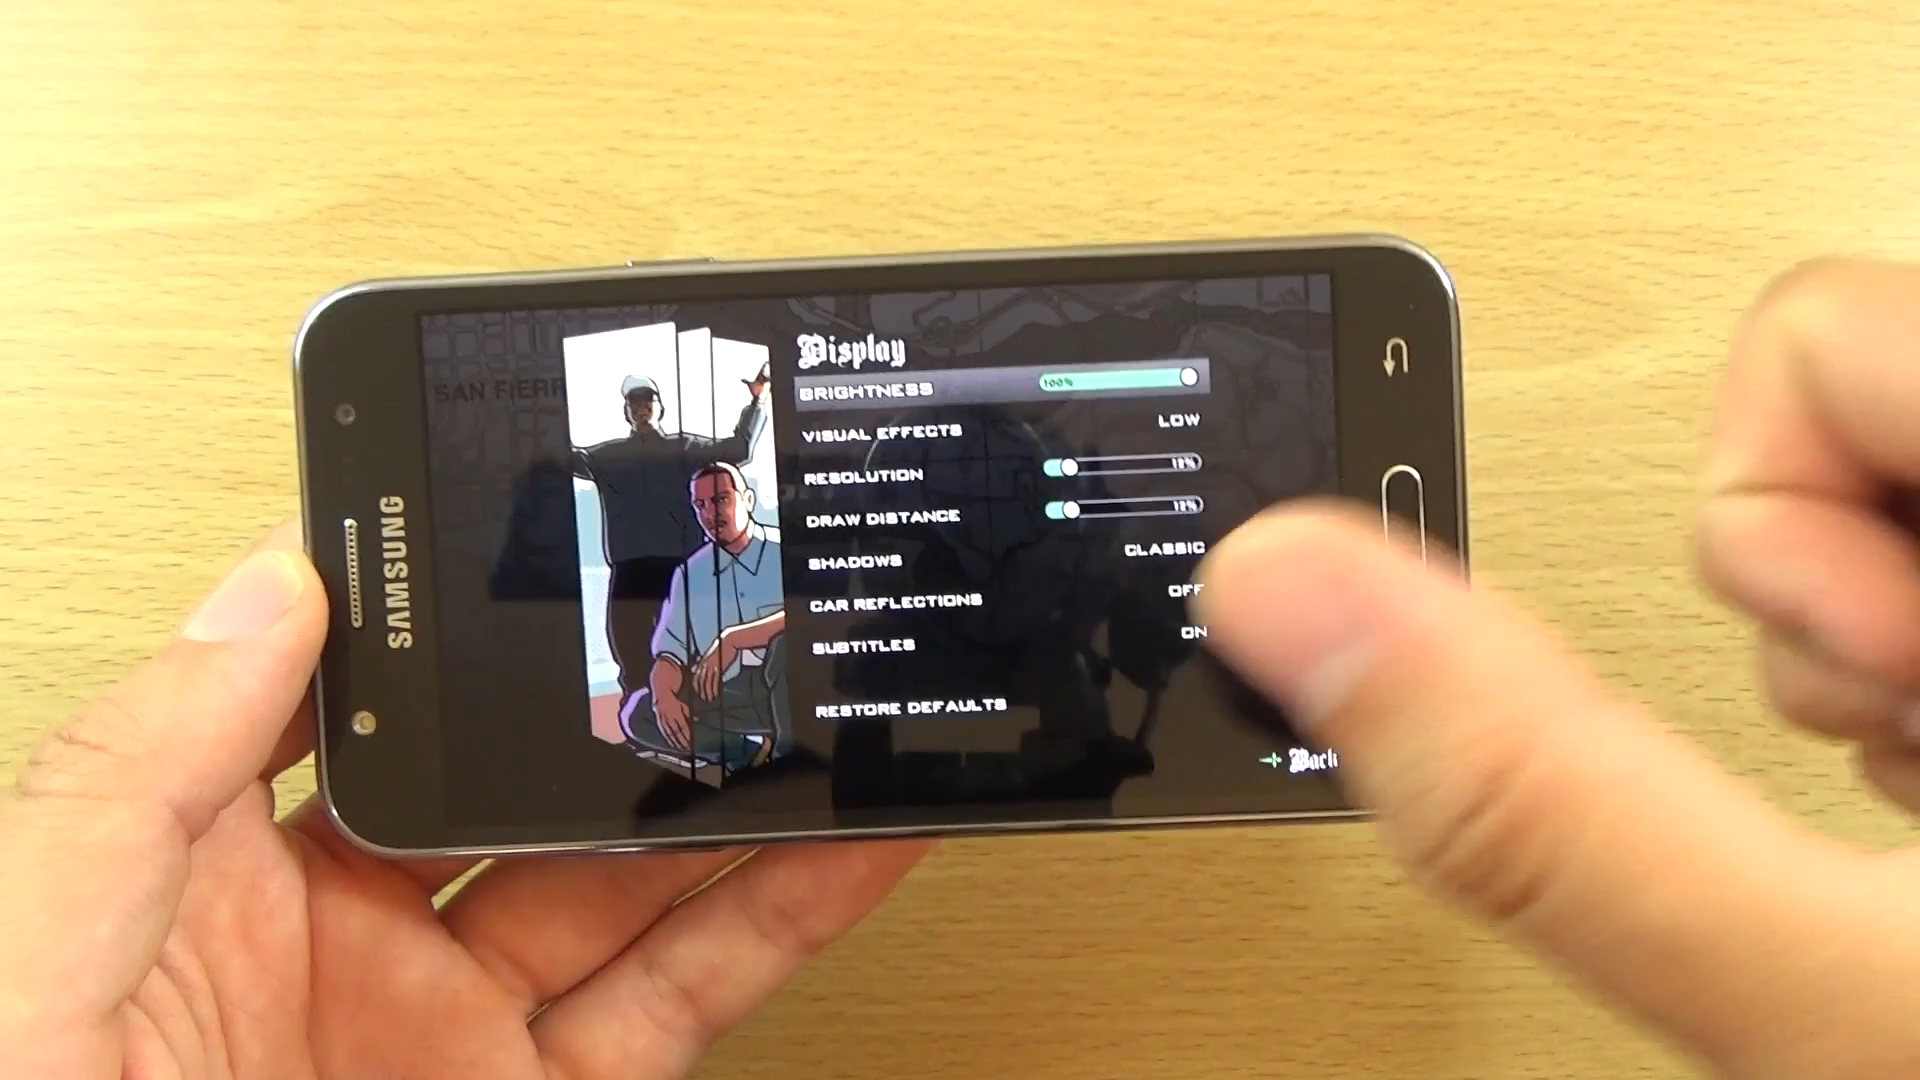 SAMSUNG
SAN FIERR
Display
BRIGHTNESS 100%
VISUAL EFFECTS LOW
RESOLUTION
DRAW DISTANCE
SHADOWS CLASSIC
CAR REFLECTIONS OFF
SUBTITLES ON
RESTORE DEFAULTS
Back